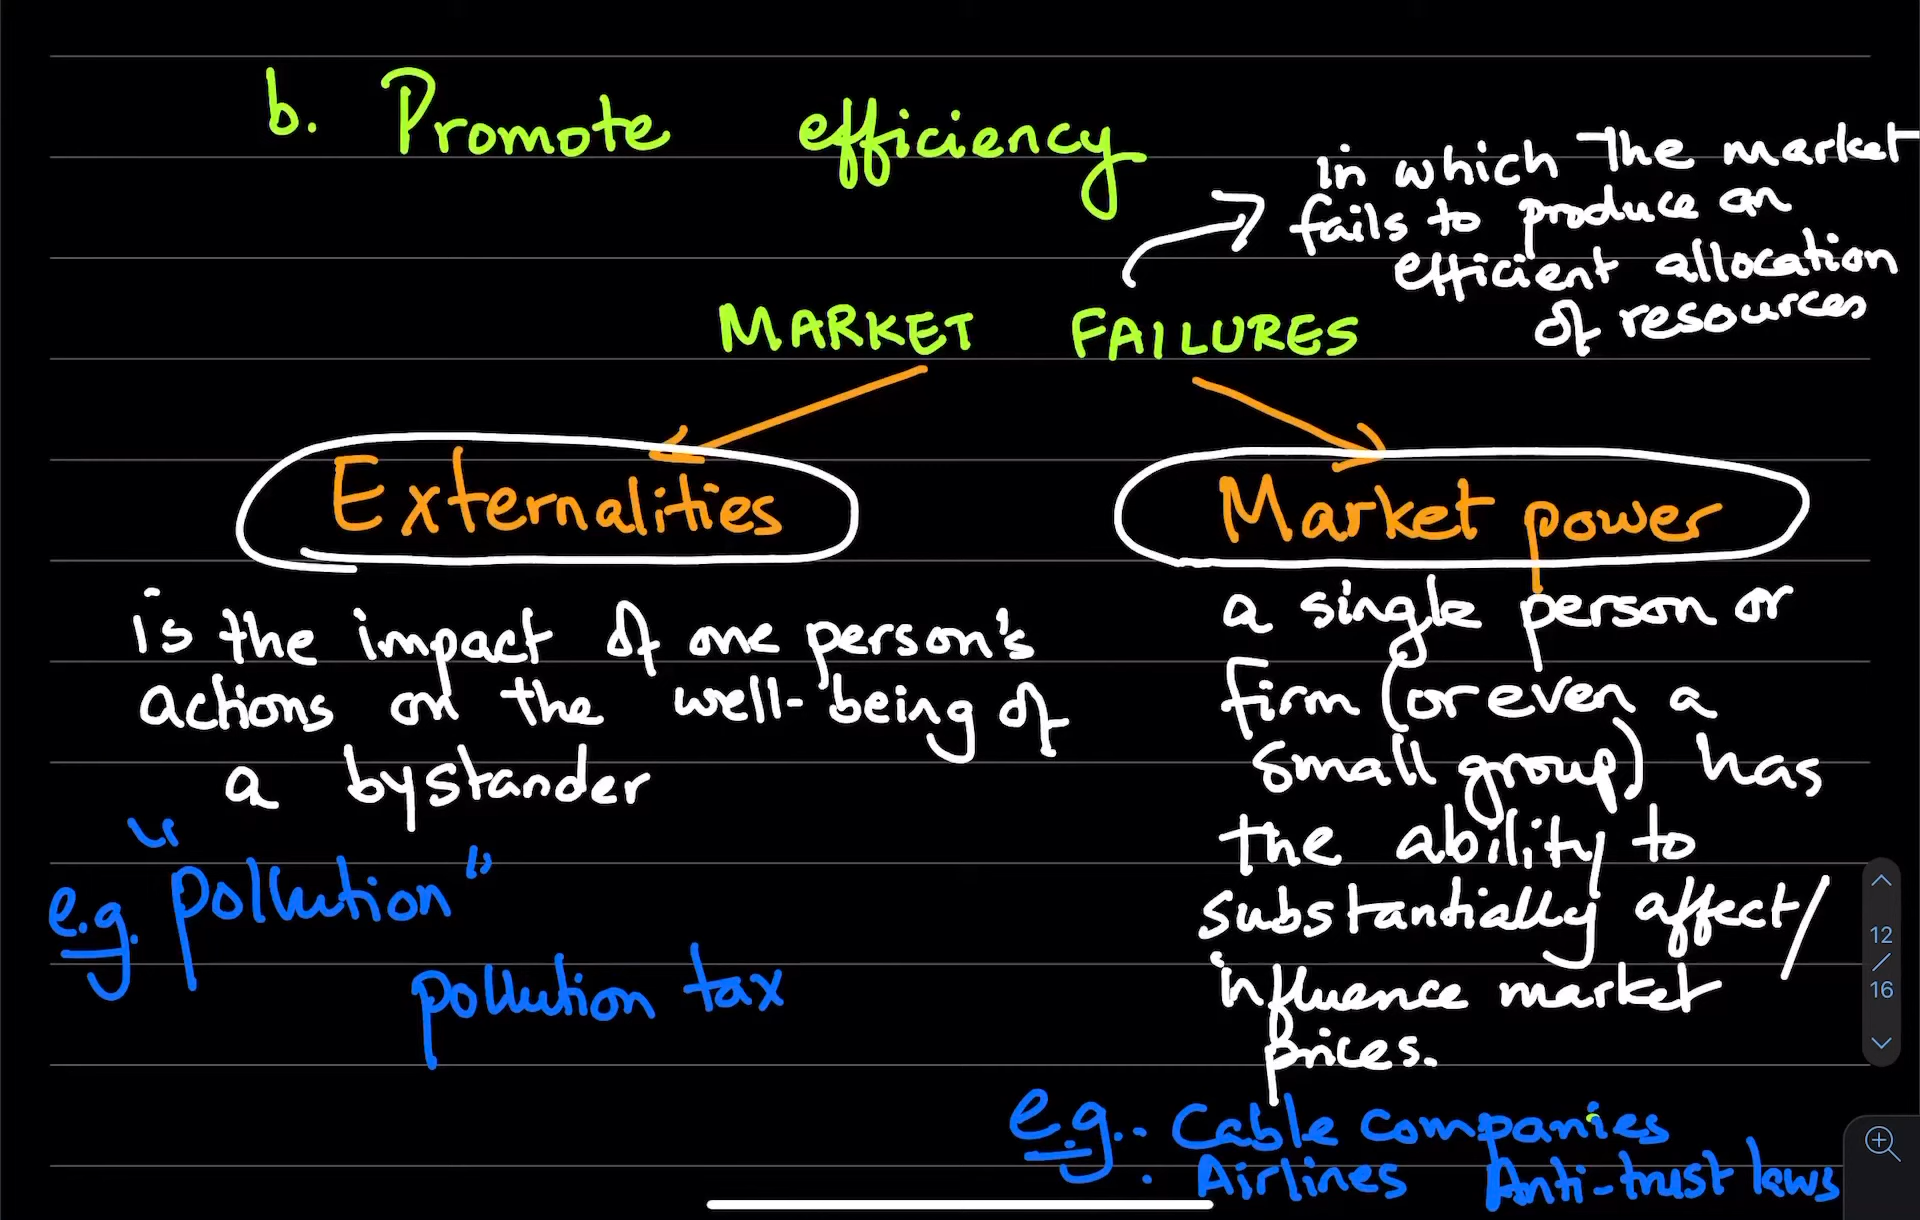 b. Promote efficiency
in which the market
fails to produce an
efficient allocation
of resources
MARKET FAILURES
Externalities
is the impact of one person's
actions on the well-being of
a bystander
e.g. "pollution"
pollution tax
Market power
a single person or
firm (or even a
small group) has
the ability to
substantially affect/
influence market
prices.
e.g. . Cable companies
. Airlines Anti-trust laws
12
/
16